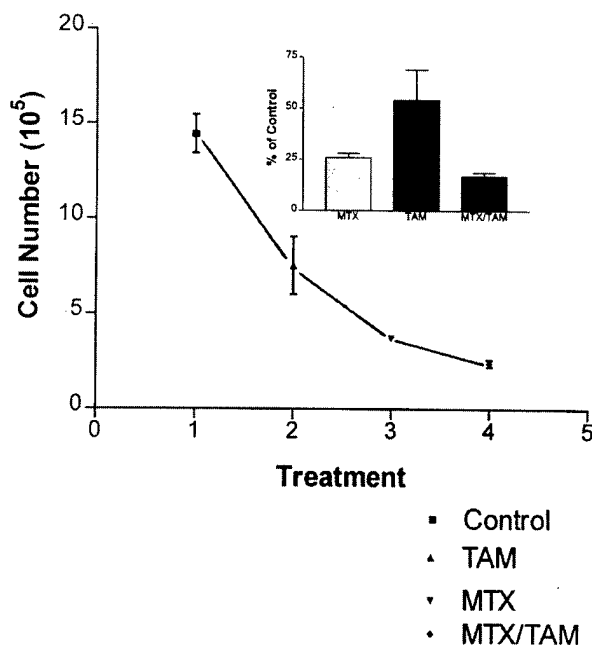 20
15
10
5
0
Cell Number (10⁵)
0 1 2 3 4 5
Treatment
75
50
25
0
% of Control
MTX TAM MTX/TAM
Control
TAM
MTX
MTX/TAM